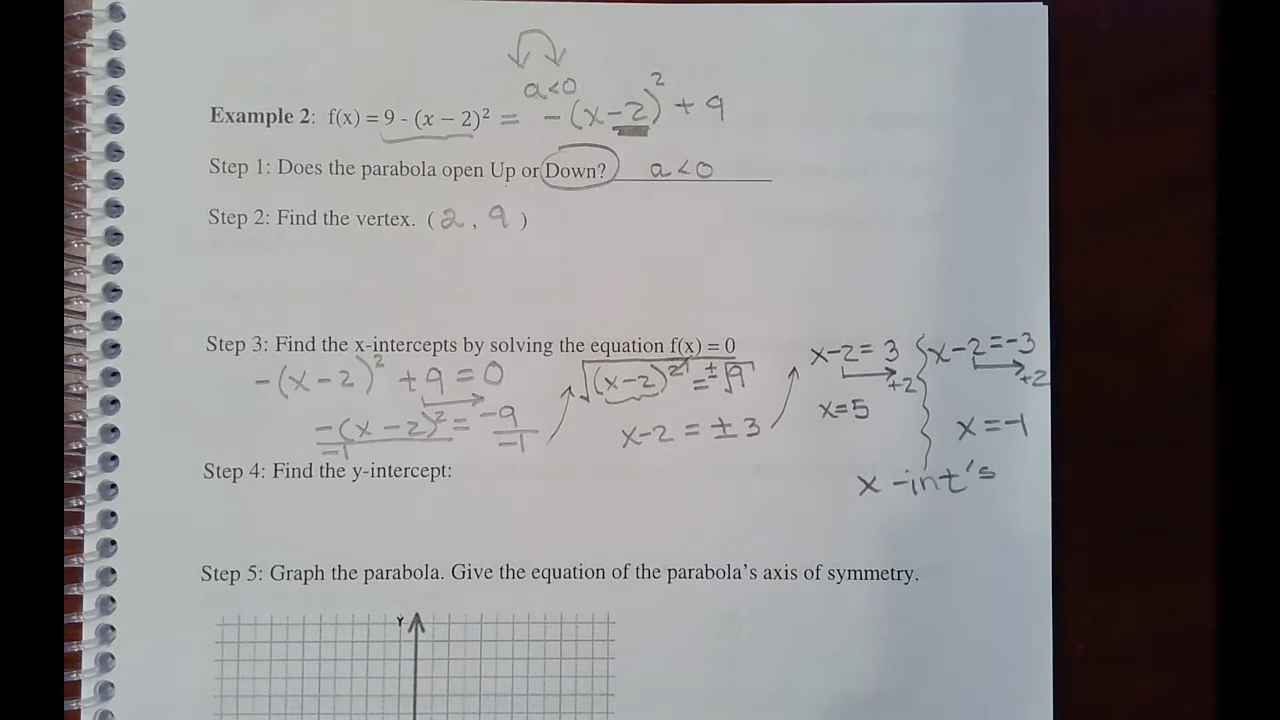 a<0
Example 2: f(x) = 9 - (x – 2)² = -(x-2)² + 9
Step 1: Does the parabola open Up or Down? a<0
Step 2: Find the vertex. ( 2 , 9 )
Step 3: Find the x-intercepts by solving the equation f(x) = 0
-(x-2)² + 9 = 0
-(x-2)²/-1 = -9/-1
√(x-2)² = ±√9
x-2 = ±3
x-2=3
+2
x=5
x-2=-3
+2
x=-1
x-int's
Step 4: Find the y-intercept:
Step 5: Graph the parabola. Give the equation of the parabola's axis of symmetry.
Y